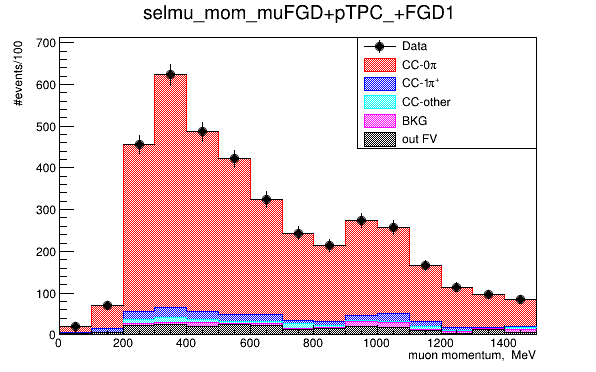 selmu_mom_muFGD+pTPC_+FGD1
#events/100
700
600
500
400
300
200
100
0
Data
CC-0π
CC-1π⁺
CC-other
BKG
out FV
0 200 400 600 800 1000 1200 1400
muon momentum, MeV